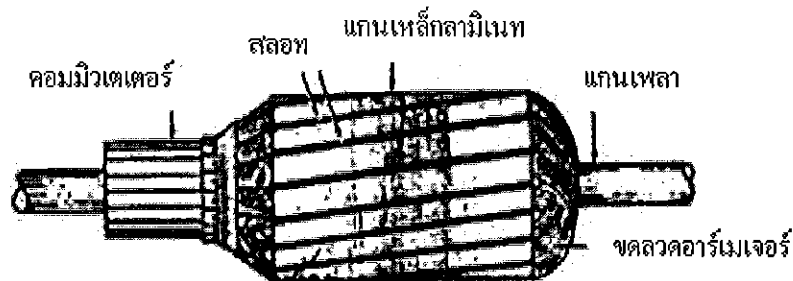 แกนเหล็กลามิเนท
สลอท
คอมมิวเตเตอร์
แกนเพลา
ขดลวดอาร์เมเจอร์